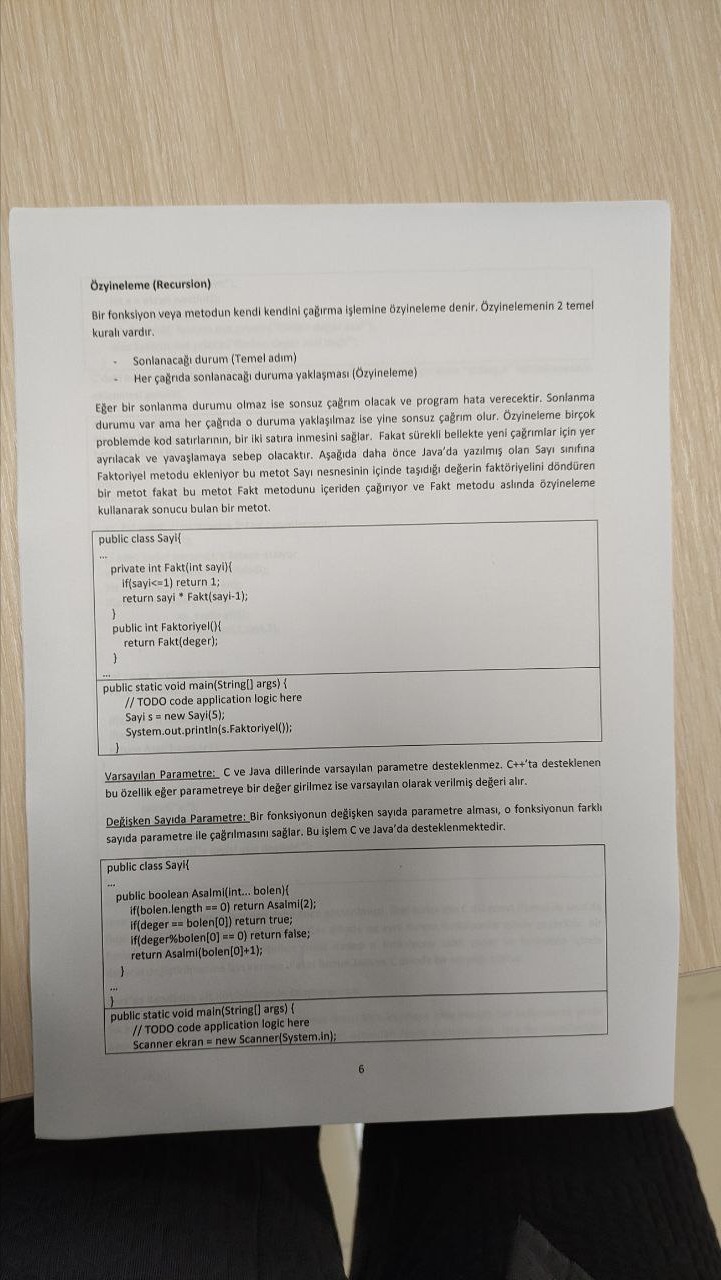 Özyineleme (Recursion)
Bir fonksiyon veya metodun kendi kendini çağırma işlemine özyineleme denir. Özyinelemenin 2 temel
kuralı vardır.
- Sonlanacağı durum (Temel adım)
- Her çağrıda sonlanacağı duruma yaklaşması (Özyineleme)
Eğer bir sonlanma durumu olmaz ise sonsuz çağrım olacak ve program hata verecektir. Sonlanma
durumu var ama her çağrıda o duruma yaklaşılmaz ise yine sonsuz çağrım olur. Özyineleme birçok
problemde kod satırlarının, bir iki satıra inmesini sağlar. Fakat sürekli bellekte yeni çağrımlar için yer
ayrılacak ve yavaşlamaya sebep olacaktır. Aşağıda daha önce Java'da yazılmış olan Sayı sınıfına
Faktoriyel metodu ekleniyor bu metot Sayı nesnesinin içinde taşıdığı değerin faktöriyelini döndüren
bir metot fakat bu metot Fakt metodunu içeriden çağırıyor ve Fakt metodu aslında özyineleme
kullanarak sonucu bulan bir metot.
public class Sayi{
...
private int Fakt(int sayi){
if(sayi<=1) return 1;
return sayi * Fakt(sayi-1);
}
public int Faktoriyel(){
return Fakt(deger);
}
...
public static void main(String[] args) {
// TODO code application logic here
Sayi s = new Sayi(5);
System.out.println(s.Faktoriyel());
}
Varsayılan Parametre: C ve Java dillerinde varsayılan parametre desteklenmez. C++'ta desteklenen
bu özellik eğer parametreye bir değer girilmez ise varsayılan olarak verilmiş değeri alır.
Değişken Sayıda Parametre: Bir fonksiyonun değişken sayıda parametre alması, o fonksiyonun farklı
sayıda parametre ile çağrılmasını sağlar. Bu işlem C ve Java'da desteklenmektedir.
public class Sayi{
...
public boolean Asalmi(int... bolen){
if(bolen.length == 0) return Asalmi(2);
if(deger == bolen[0]) return true;
if(deger%bolen[0] == 0) return false;
return Asalmi(bolen[0]+1);
}
...
}
public static void main(String[] args) {
// TODO code application logic here
Scanner ekran = new Scanner(System.in);
6